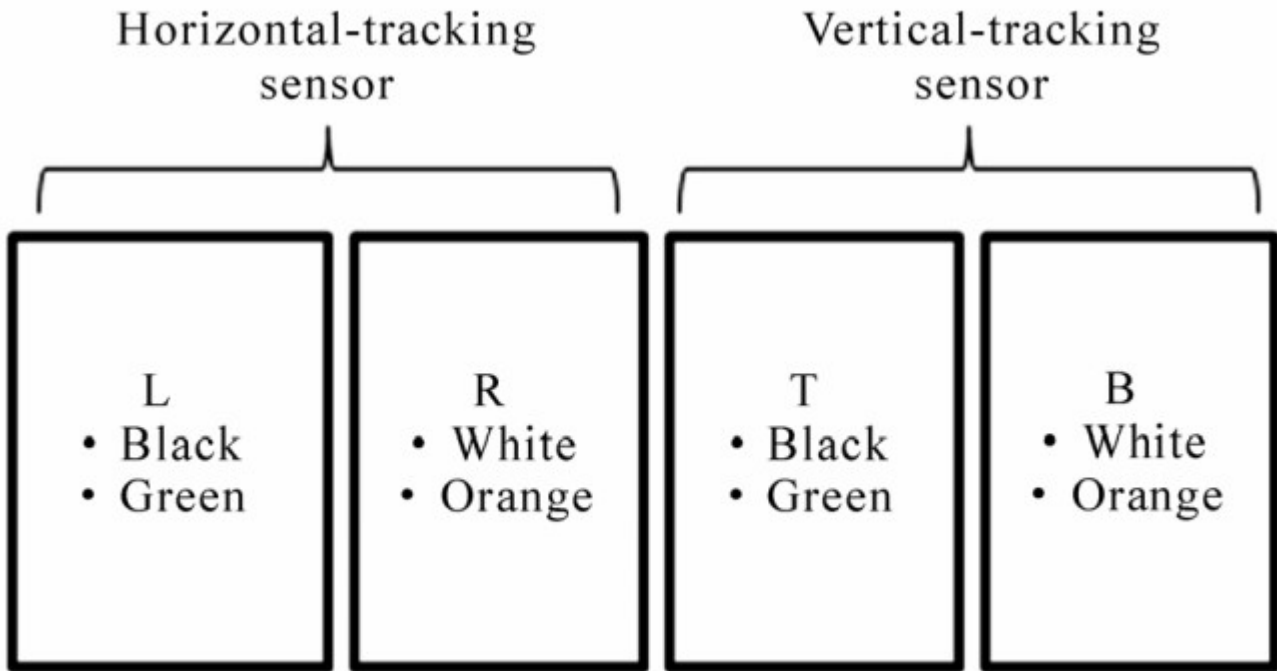 Horizontal-tracking
sensor
Vertical-tracking
sensor
L
• Black
• Green
R
• White
• Orange
T
• Black
• Green
B
• White
• Orange